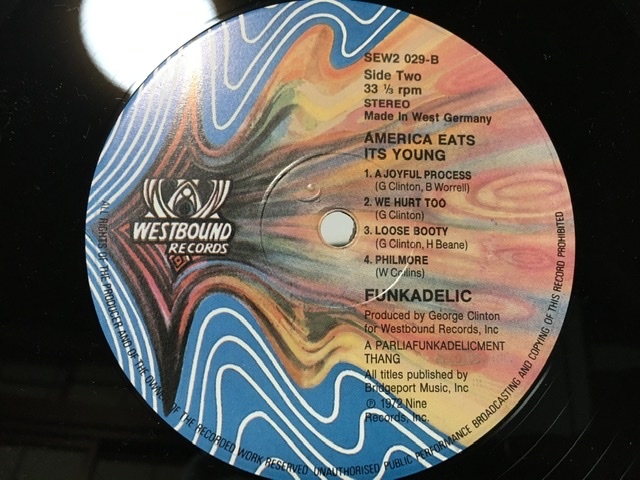 SEW2 029-B
Side Two
33 ⅓ rpm
STEREO
Made In West Germany
AMERICA EATS
ITS YOUNG
1. A JOYFUL PROCESS
(G Clinton, B Worrell)
2. WE HURT TOO
(G Clinton)
3. LOOSE BOOTY
(G Clinton, H Beane)
4. PHILMORE
(W Collins)
FUNKADELIC
Produced by George Clinton
for Westbound Records, Inc
A PARLIAFUNKADELICMENT
THANG
All titles published by
Bridgeport Music, Inc
℗ 1972 Nine
Records, Inc.
WESTBOUND
RECORDS
ALL RIGHTS OF THE PRODUCER AND OF THE OWNER OF THE RECORDED WORK RESERVED UNAUTHORISED PUBLIC PERFORMANCE BROADCASTING AND COPYING OF THIS RECORD PROHIBITED